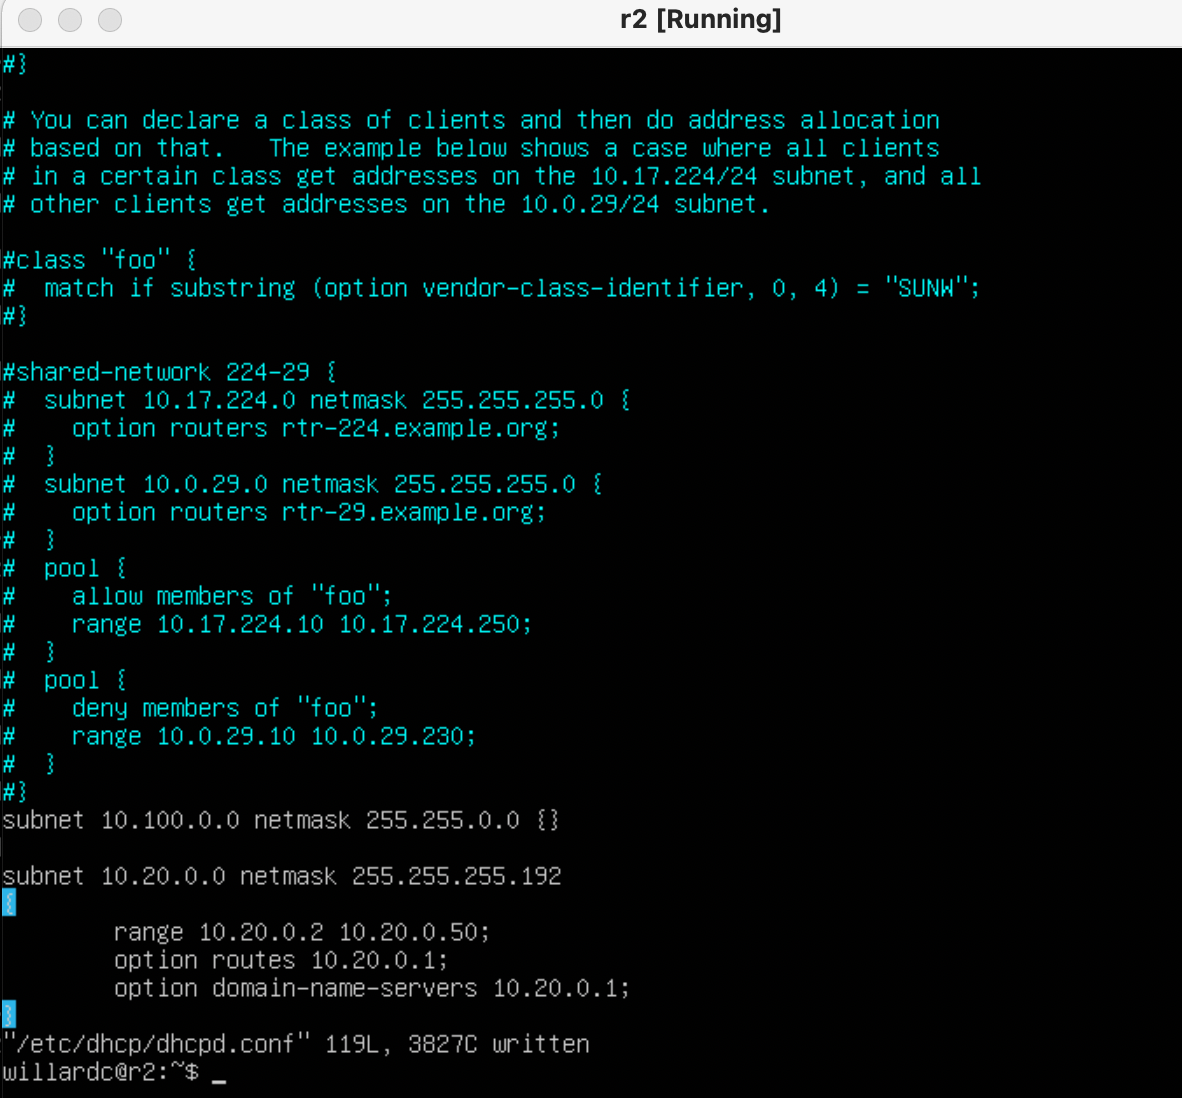 r2 [Running]
#}
# You can declare a class of clients and then do address allocation
# based on that.   The example below shows a case where all clients
# in a certain class get addresses on the 10.17.224/24 subnet, and all
# other clients get addresses on the 10.0.29/24 subnet.
#class "foo" {
#  match if substring (option vendor-class-identifier, 0, 4) = "SUNW";
#}
#shared-network 224-29 {
#  subnet 10.17.224.0 netmask 255.255.255.0 {
#    option routers rtr-224.example.org;
#  }
#  subnet 10.0.29.0 netmask 255.255.255.0 {
#    option routers rtr-29.example.org;
#  }
#  pool {
#    allow members of "foo";
#    range 10.17.224.10 10.17.224.250;
#  }
#  pool {
#    deny members of "foo";
#    range 10.0.29.10 10.0.29.230;
#  }
#}
subnet 10.100.0.0 netmask 255.255.0.0 {}
subnet 10.20.0.0 netmask 255.255.255.192
{
        range 10.20.0.2 10.20.0.50;
        option routes 10.20.0.1;
        option domain-name-servers 10.20.0.1;
}
"/etc/dhcp/dhcpd.conf" 119L, 3827C written
willardc@r2:~$ _